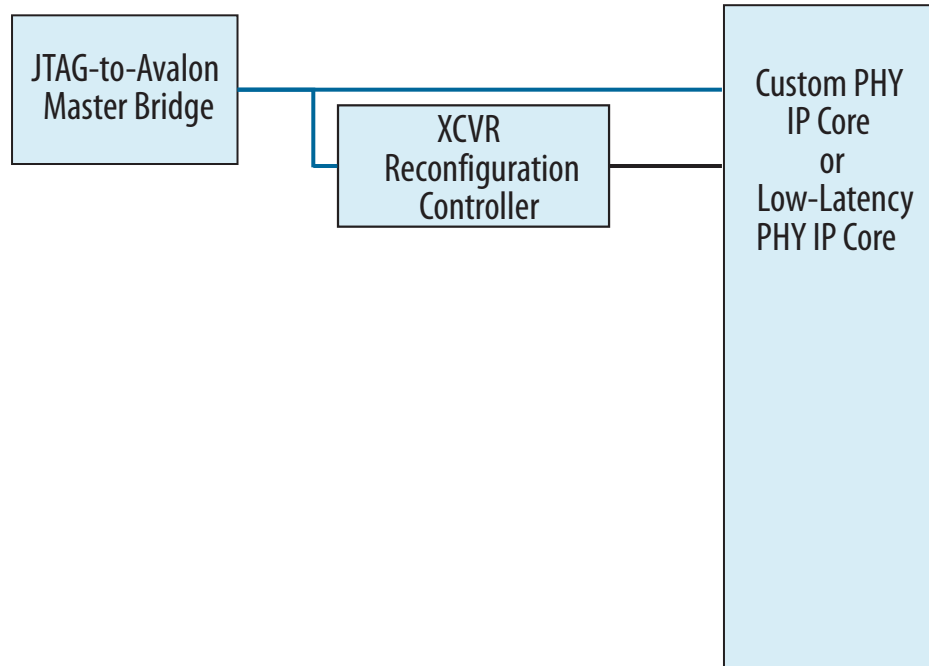 JTAG-to-Avalon
Master Bridge
XCVR
Reconfiguration
Controller
Custom PHY
IP Core
or
Low-Latency
PHY IP Core